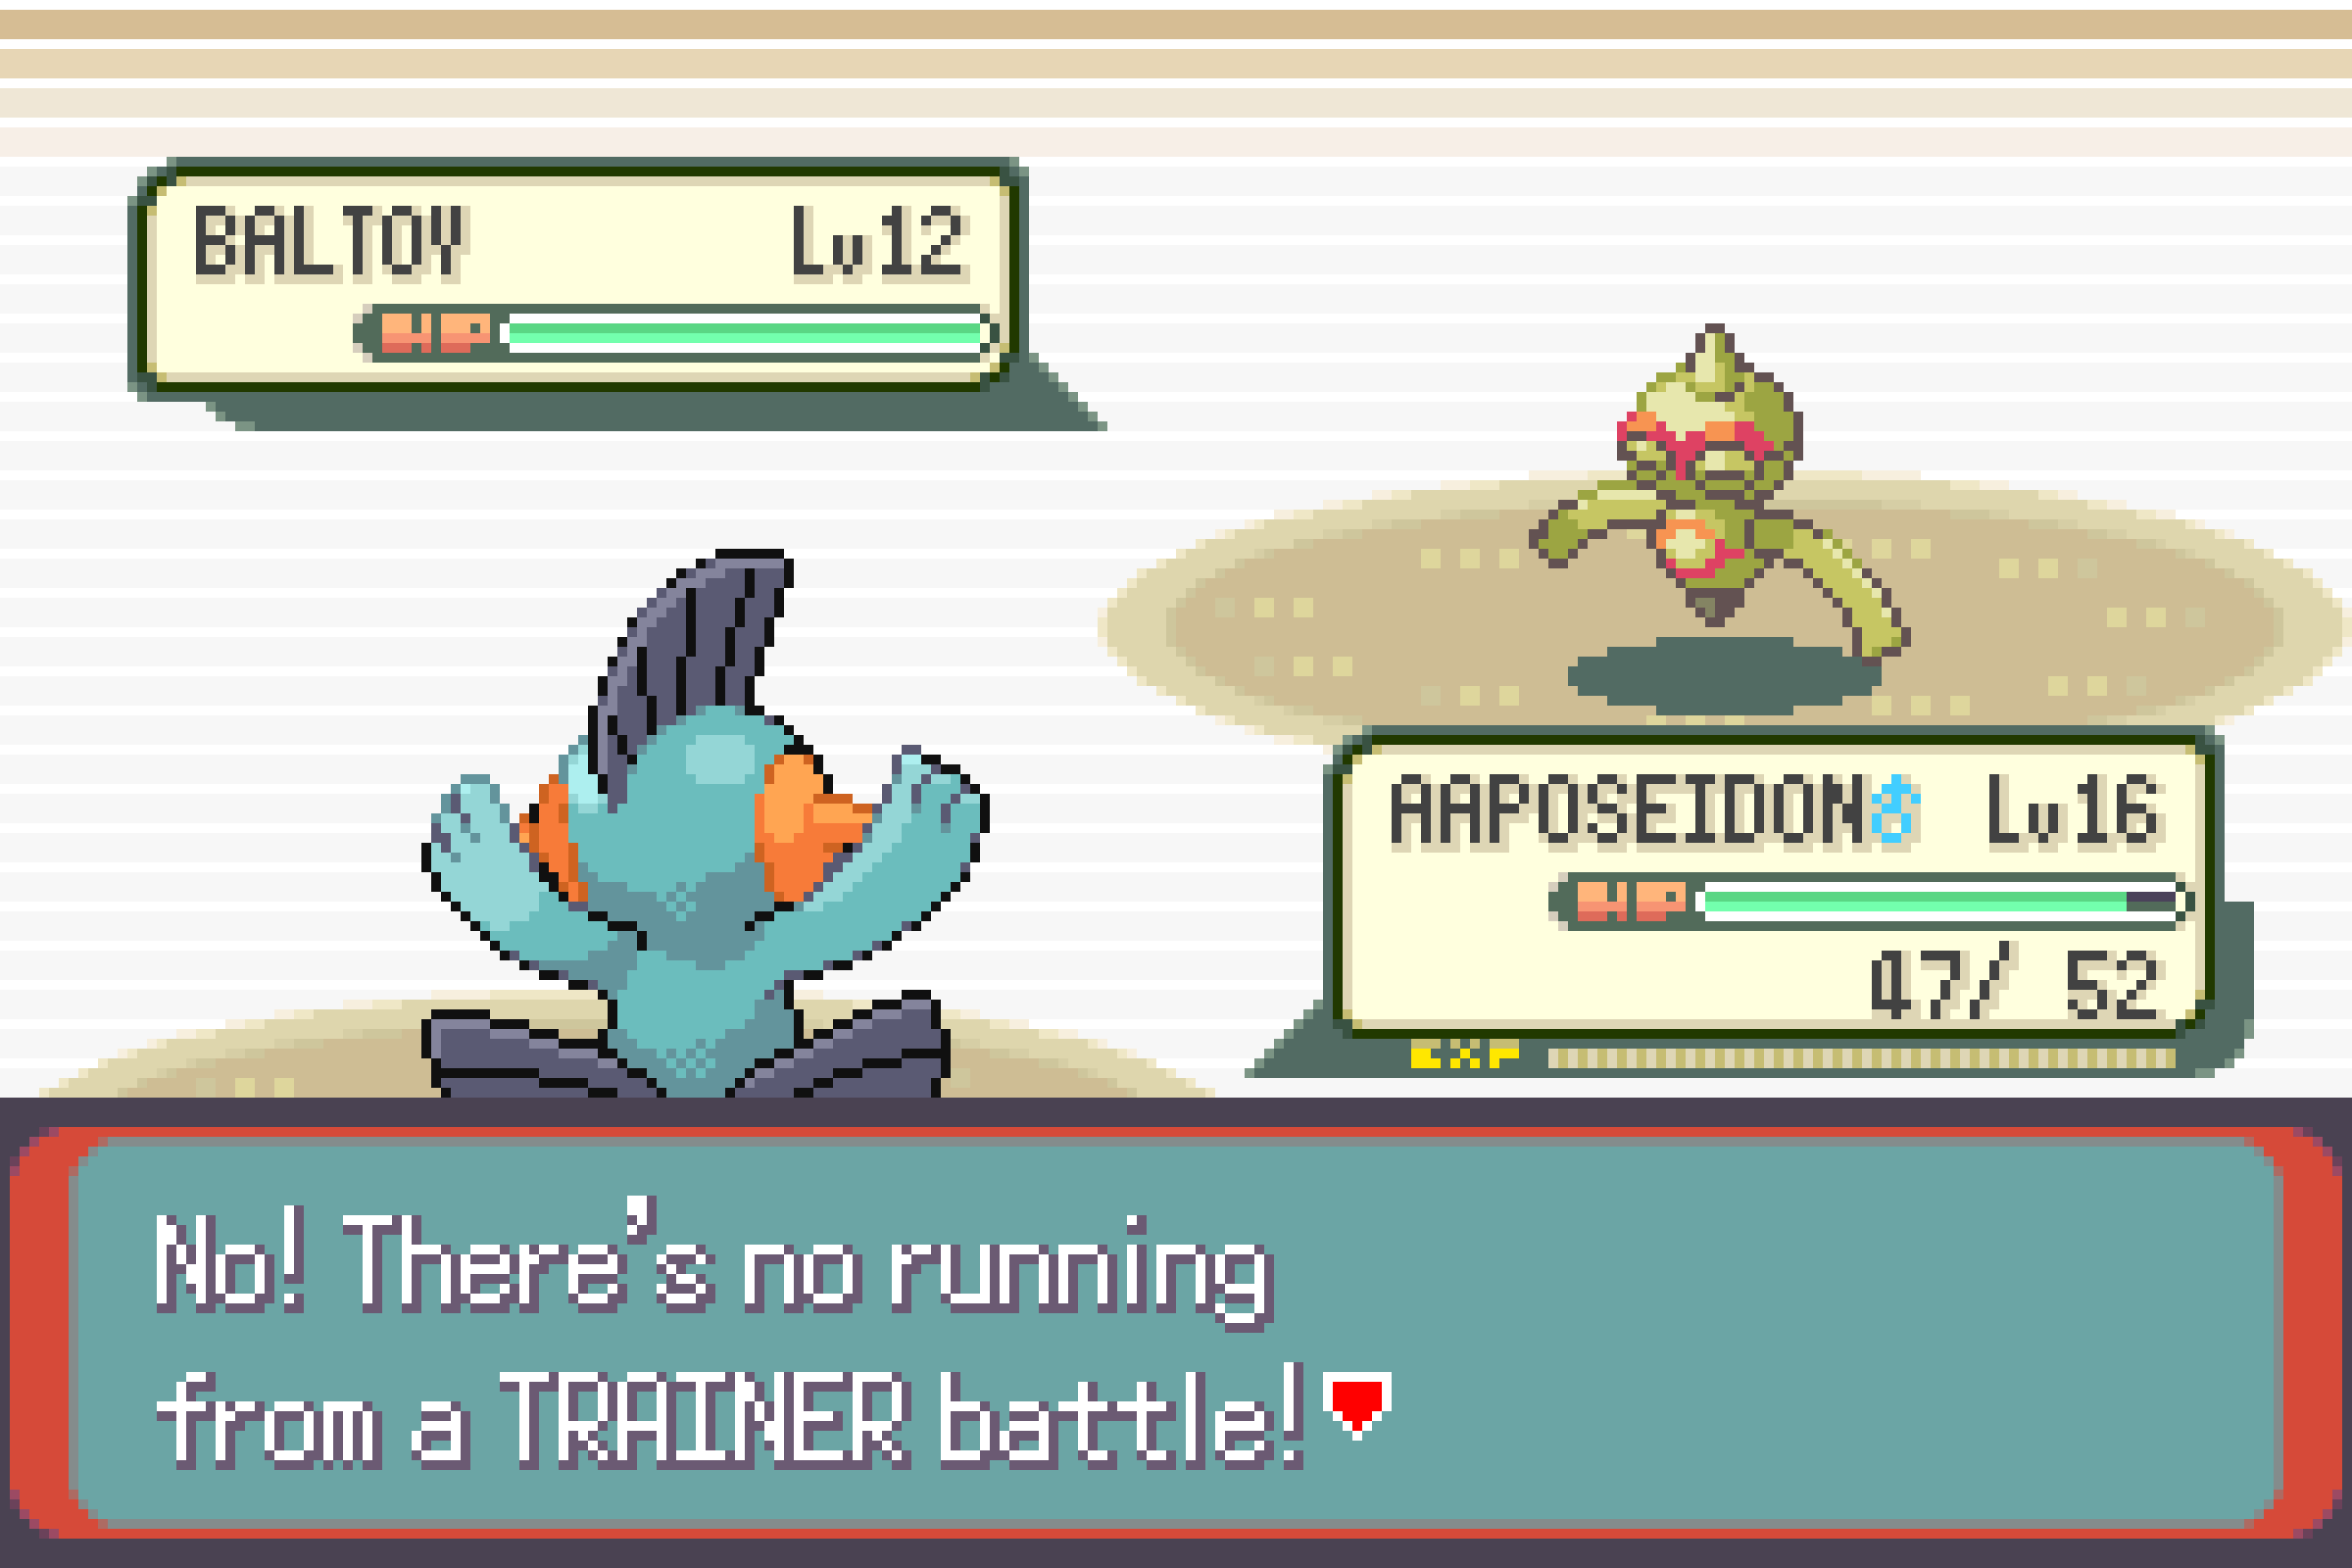 BALTOY Lv12
HP
AAPOSEIDON♂ Lv16
HP
47/ 52
EXP
No! There's no running
from a TRAINER battle!